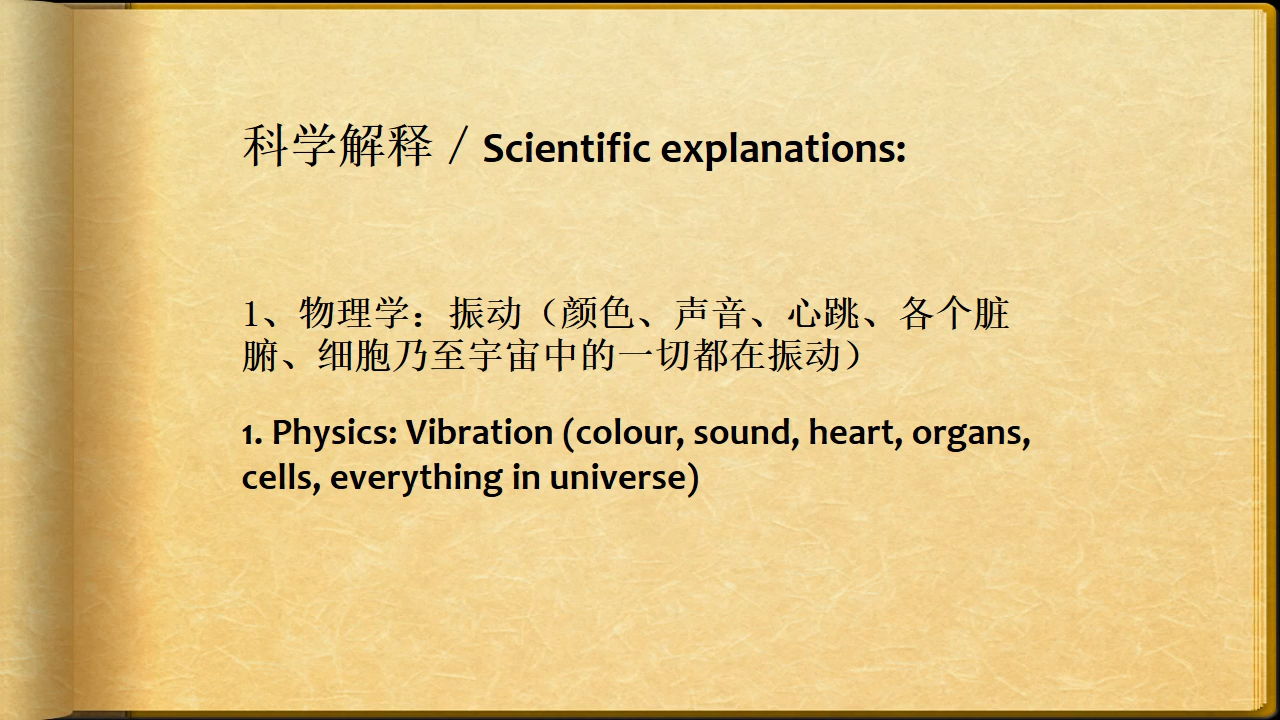 科学解释 / Scientific explanations:
1、物理学：振动（颜色、声音、心跳、各个脏
腑、细胞乃至宇宙中的一切都在振动）
1. Physics: Vibration (colour, sound, heart, organs,
cells, everything in universe)